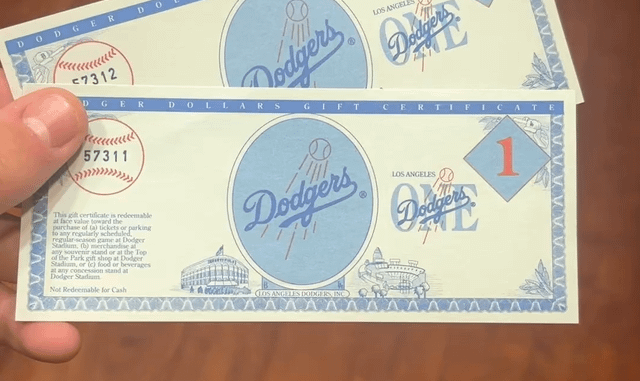 DODGER DOL
57312
Dodgers®
LOS ANGELES
ONE
Dodgers
DGER DOLLARS GIFT CERTIFICATE
57311
Dodgers®
LOS ANGELES
ONE
Dodgers
1
This gift certificate is redeemable
at face value toward the
purchase of (a) tickets or parking
to any regularly scheduled,
regular-season game at Dodger
Stadium, (b) merchandise at
any souvenir stand or at the Top
of the Park gift shop at Dodger
Stadium, or (c) food or beverages
at any concession stand at
Dodger Stadium.
Not Redeemable for Cash
LOS ANGELES DODGERS, INC.